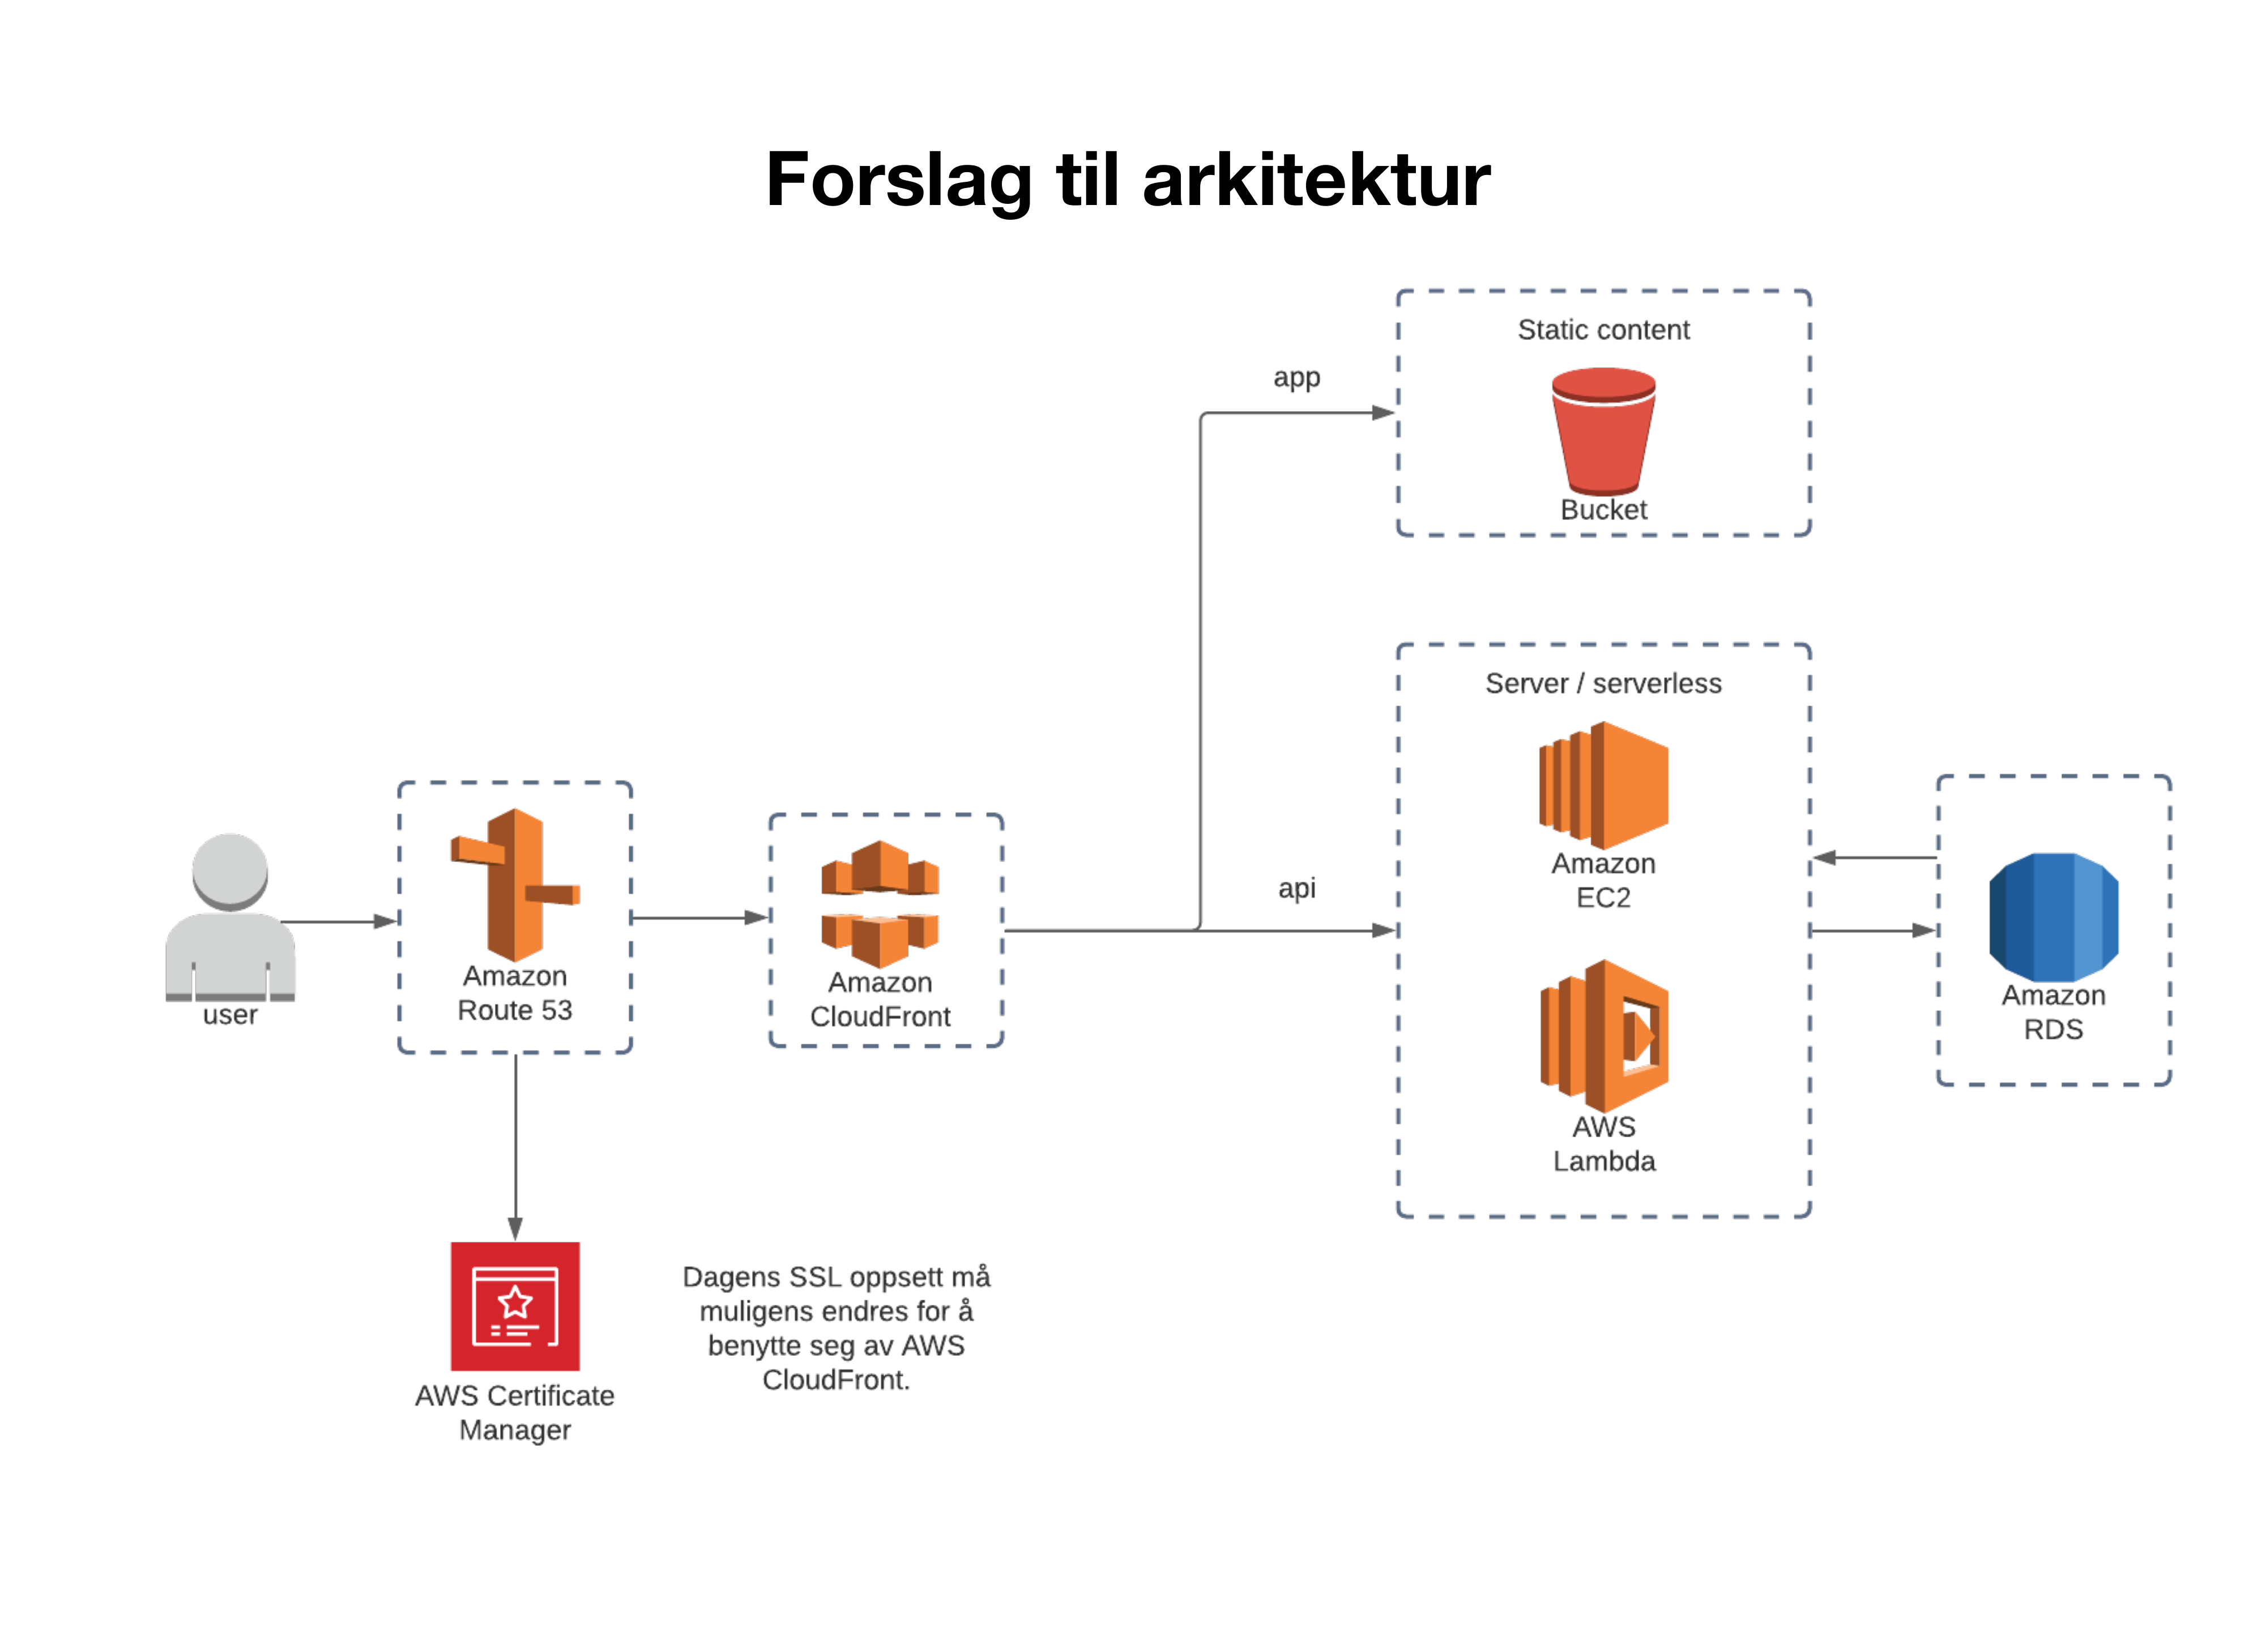 Forslag til arkitektur
Static content
app
Bucket
Server / serverless
Amazon
EC2
api
Amazon
Route 53
Amazon
CloudFront
user
Amazon
RDS
AWS
Lambda
Dagens SSL oppsett må
muligens endres for å
benytte seg av AWS
CloudFront.
AWS Certificate
Manager